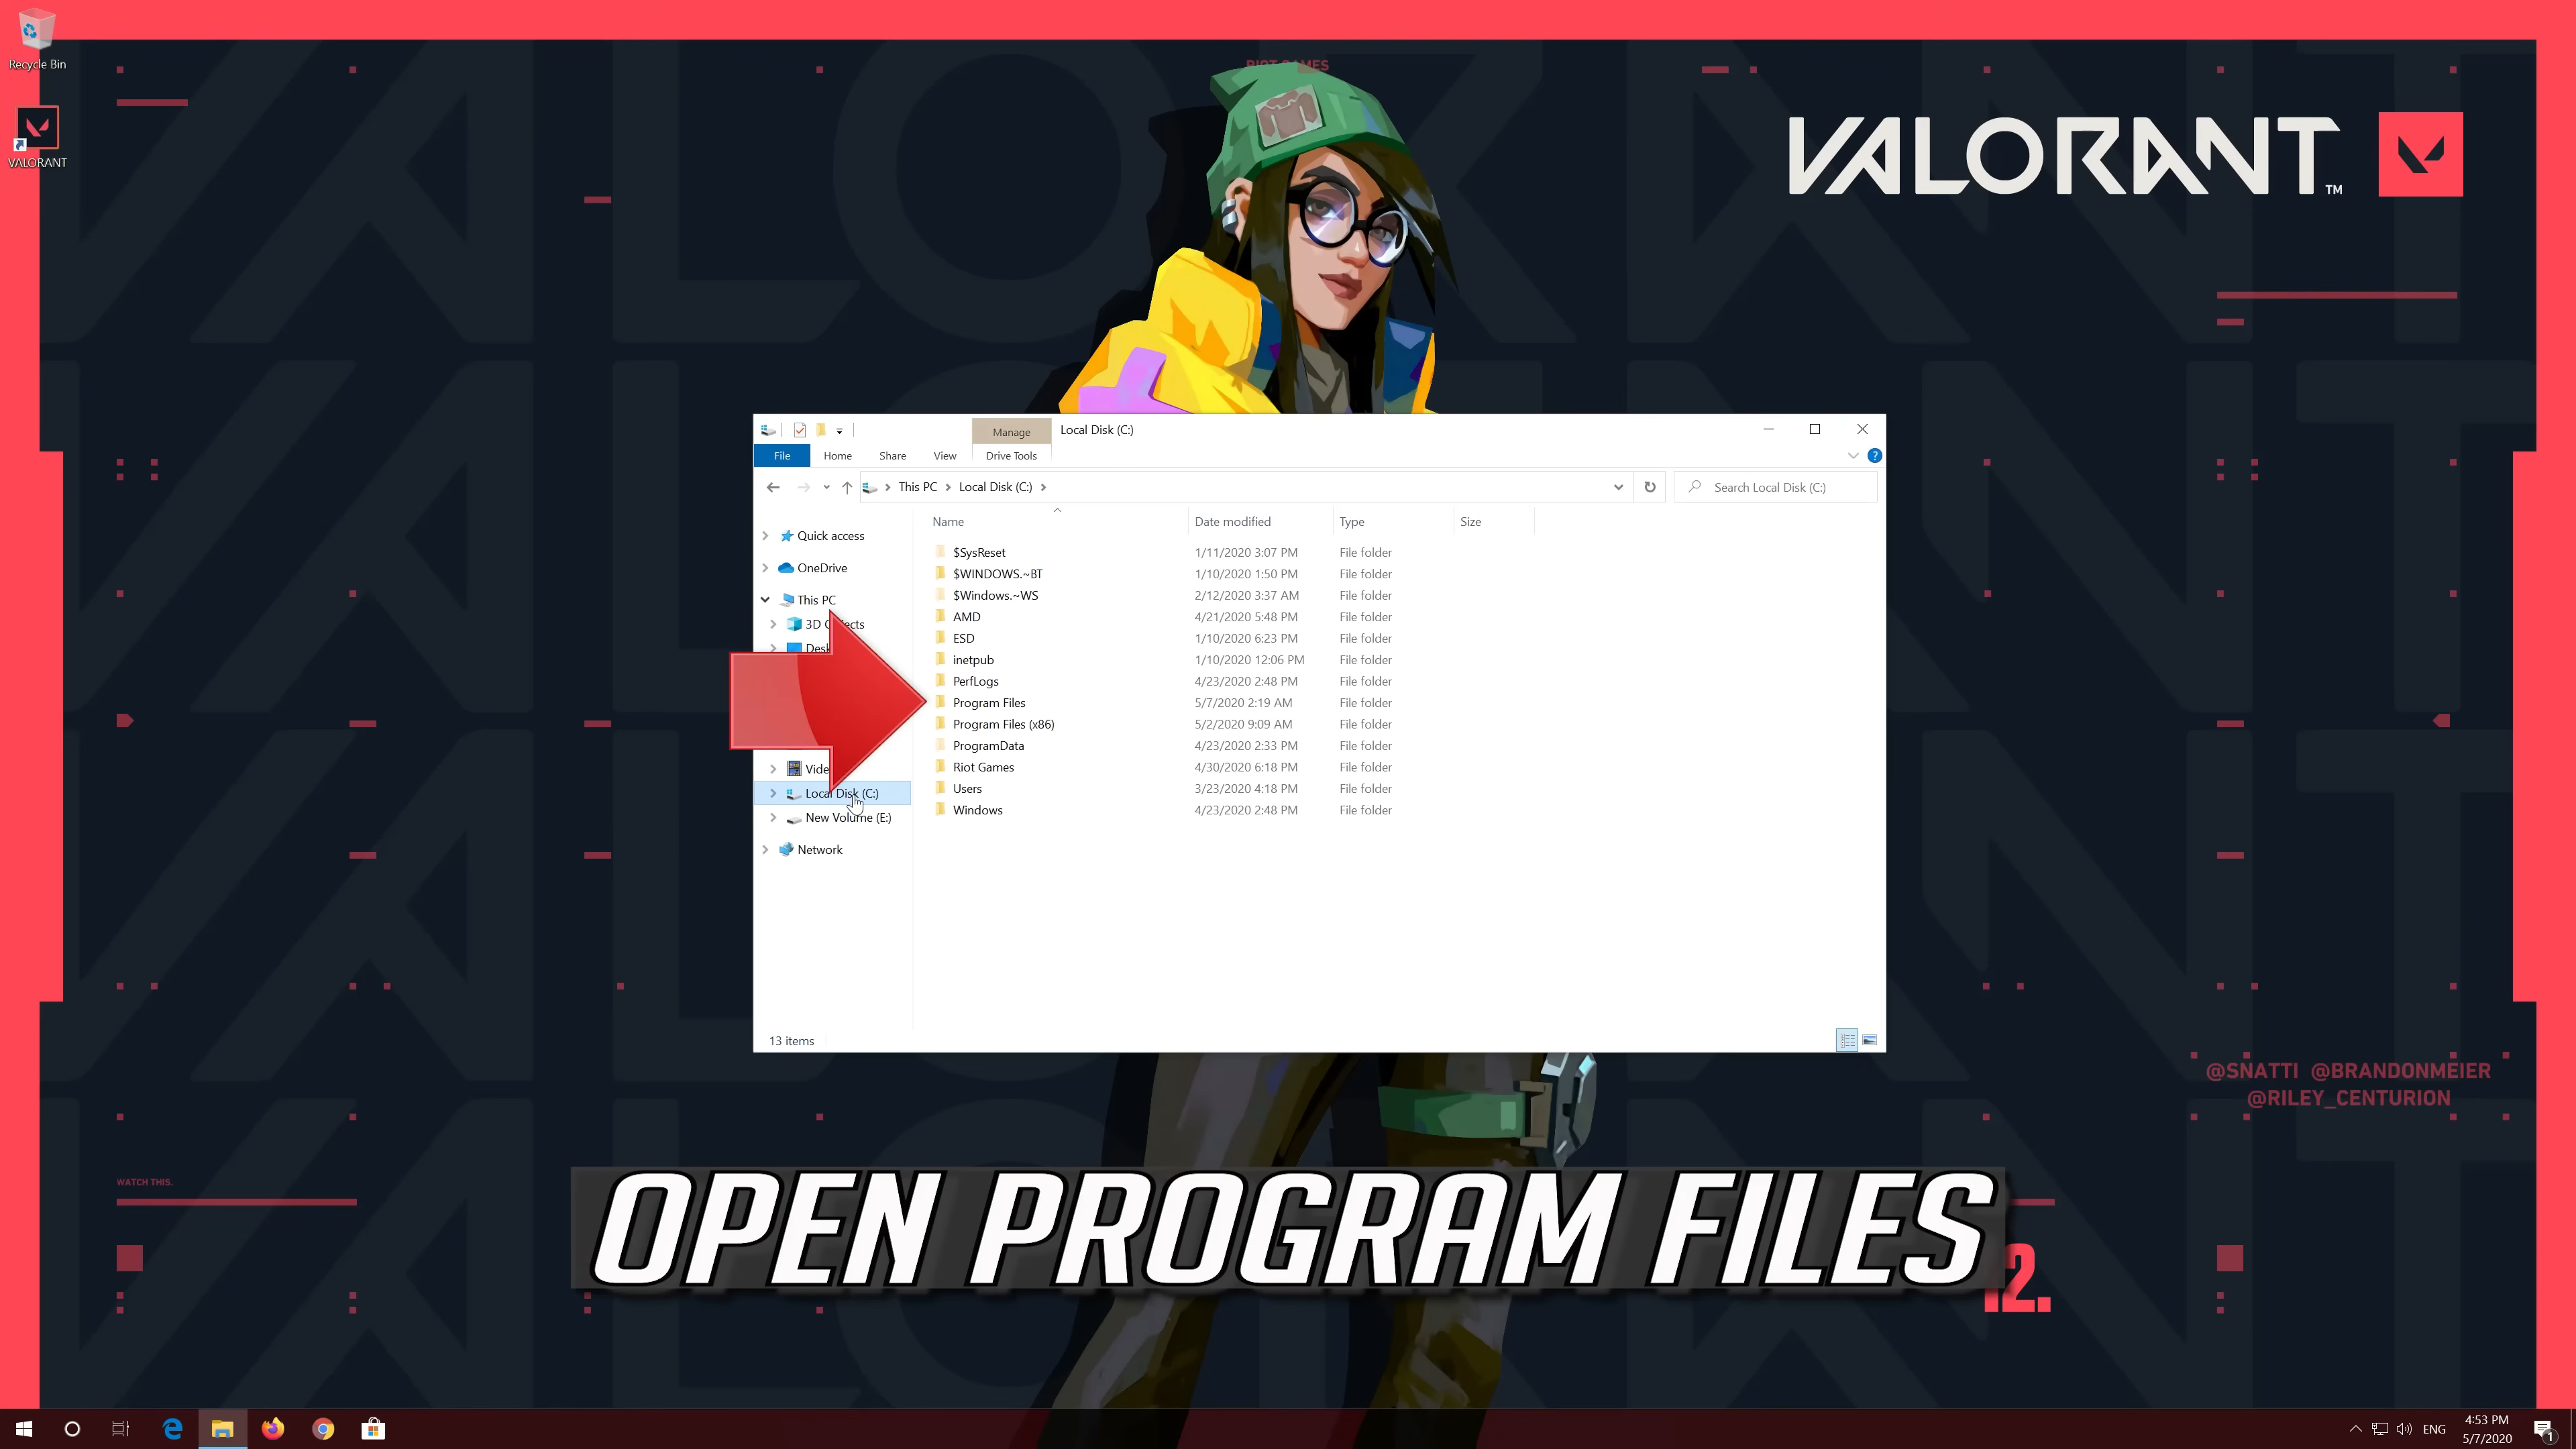 Recycle Bin
VALORANT
RIOT GAMES
VALORANT™
Manage
Local Disk (C:)
File
Home
Share
View
Drive Tools
This PC
Local Disk (C:)
Search Local Disk (C:)
Name
Date modified
Type
Size
Quick access
OneDrive
This PC
Network
Local Disk (C:)
New Volume (E:)
$SysReset 1/11/2020 3:07 PM File folder
$WINDOWS.~BT 1/10/2020 1:50 PM File folder
$Windows.~WS 2/12/2020 3:37 AM File folder
AMD 4/21/2020 5:48 PM File folder
ESD 1/10/2020 6:23 PM File folder
inetpub 1/10/2020 12:06 PM File folder
PerfLogs 4/23/2020 2:48 PM File folder
Program Files 5/7/2020 2:19 AM File folder
Program Files (x86) 5/2/2020 9:09 AM File folder
ProgramData 4/23/2020 2:33 PM File folder
Riot Games 4/30/2020 6:18 PM File folder
Users 3/23/2020 4:18 PM File folder
Windows 4/23/2020 2:48 PM File folder
13 items
@SNATTI @BRANDONMEIER
@RILEY_CENTURION
WATCH THIS.
OPEN PROGRAM FILES
12.
ENG
4:53 PM
5/7/2020
1